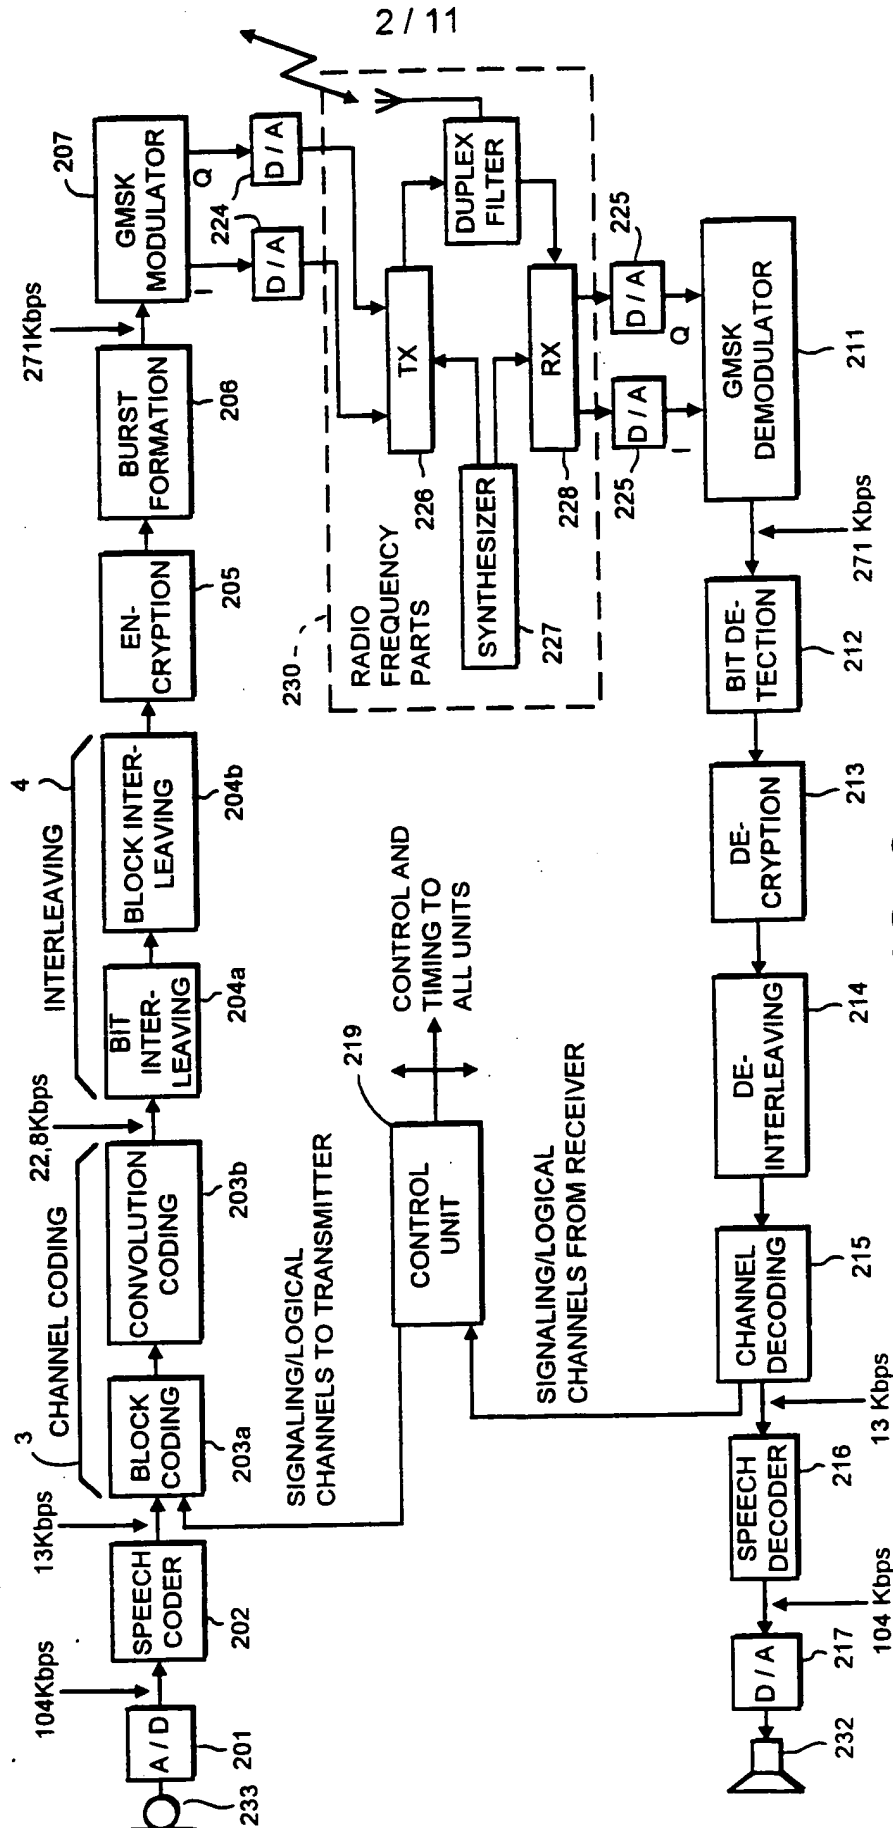 2 / 11
233
A / D
201
104Kbps
SPEECH
CODER
202
13Kbps
3
CHANNEL CODING
BLOCK
CODING
203a
CONVOLUTION
CODING
203b
22,8Kbps
4
INTERLEAVING
BIT
INTER-
LEAVING
204a
BLOCK INTER-
LEAVING
204b
EN-
CRYPTION
205
BURST
FORMATION
206
271Kbps
GMSK
MODULATOR
207
I
Q
D / A
D / A
224
230
RADIO
FREQUENCY
PARTS
TX
226
DUPLEX
FILTER
SYNTHESIZER
227
RX
228
SIGNALING/LOGICAL
CHANNELS TO TRANSMITTER
CONTROL
UNIT
219
CONTROL AND
TIMING TO
ALL UNITS
SIGNALING/LOGICAL
CHANNELS FROM RECEIVER
D / A
225
D / A
225
I
Q
GMSK
DEMODULATOR
211
271 Kbps
BIT DE-
TECTION
212
DE-
CRYPTION
213
DE-
INTERLEAVING
214
CHANNEL
DECODING
215
13 Kbps
SPEECH
DECODER
216
104 Kbps
D / A
217
232